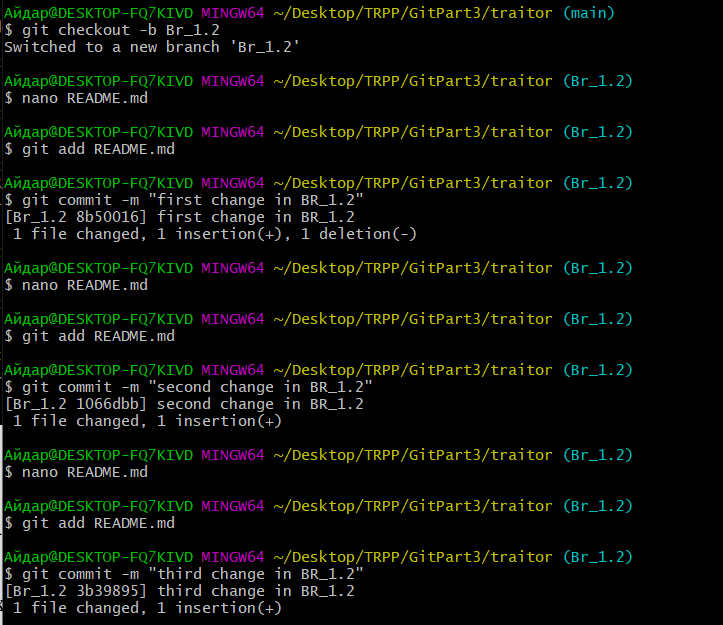 Айдар@DESKTOP-FQ7KIVD MINGW64 ~/Desktop/TRPP/GitPart3/traitor (main)
$ git checkout -b Br_1.2
Switched to a new branch 'Br_1.2'
Айдар@DESKTOP-FQ7KIVD MINGW64 ~/Desktop/TRPP/GitPart3/traitor (Br_1.2)
$ nano README.md
Айдар@DESKTOP-FQ7KIVD MINGW64 ~/Desktop/TRPP/GitPart3/traitor (Br_1.2)
$ git add README.md
Айдар@DESKTOP-FQ7KIVD MINGW64 ~/Desktop/TRPP/GitPart3/traitor (Br_1.2)
$ git commit -m "first change in BR_1.2"
[Br_1.2 8b50016] first change in BR_1.2
 1 file changed, 1 insertion(+), 1 deletion(-)
Айдар@DESKTOP-FQ7KIVD MINGW64 ~/Desktop/TRPP/GitPart3/traitor (Br_1.2)
$ nano README.md
Айдар@DESKTOP-FQ7KIVD MINGW64 ~/Desktop/TRPP/GitPart3/traitor (Br_1.2)
$ git add README.md
Айдар@DESKTOP-FQ7KIVD MINGW64 ~/Desktop/TRPP/GitPart3/traitor (Br_1.2)
$ git commit -m "second change in BR_1.2"
[Br_1.2 1066dbb] second change in BR_1.2
 1 file changed, 1 insertion(+)
Айдар@DESKTOP-FQ7KIVD MINGW64 ~/Desktop/TRPP/GitPart3/traitor (Br_1.2)
$ nano README.md
Айдар@DESKTOP-FQ7KIVD MINGW64 ~/Desktop/TRPP/GitPart3/traitor (Br_1.2)
$ git add README.md
Айдар@DESKTOP-FQ7KIVD MINGW64 ~/Desktop/TRPP/GitPart3/traitor (Br_1.2)
$ git commit -m "third change in BR_1.2"
[Br_1.2 3b39895] third change in BR_1.2
 1 file changed, 1 insertion(+)